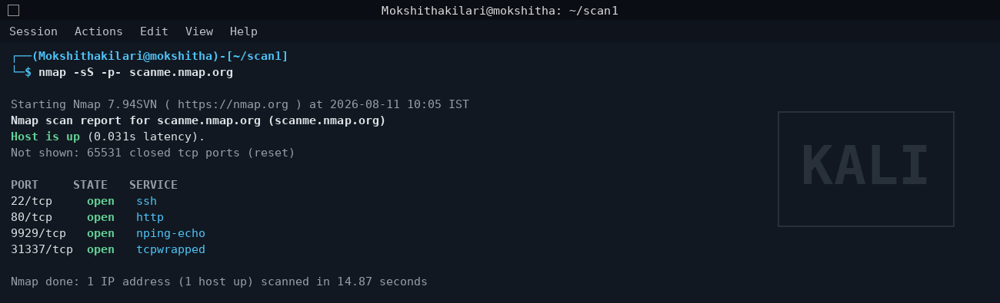 Mokshithakilari@mokshitha: ~/scan1
Session Actions Edit View Help
┌──(Mokshithakilari@mokshitha)-[~/scan1]
└─$ nmap -sS -p- scanme.nmap.org
Starting Nmap 7.94SVN ( https://nmap.org ) at 2026-08-11 10:05 IST
Nmap scan report for scanme.nmap.org (scanme.nmap.org)
Host is up (0.031s latency).
Not shown: 65531 closed tcp ports (reset)
KALI
PORT     STATE   SERVICE
22/tcp     open   ssh
80/tcp     open   http
9929/tcp   open   nping-echo
31337/tcp  open   tcpwrapped
Nmap done: 1 IP address (1 host up) scanned in 14.87 seconds